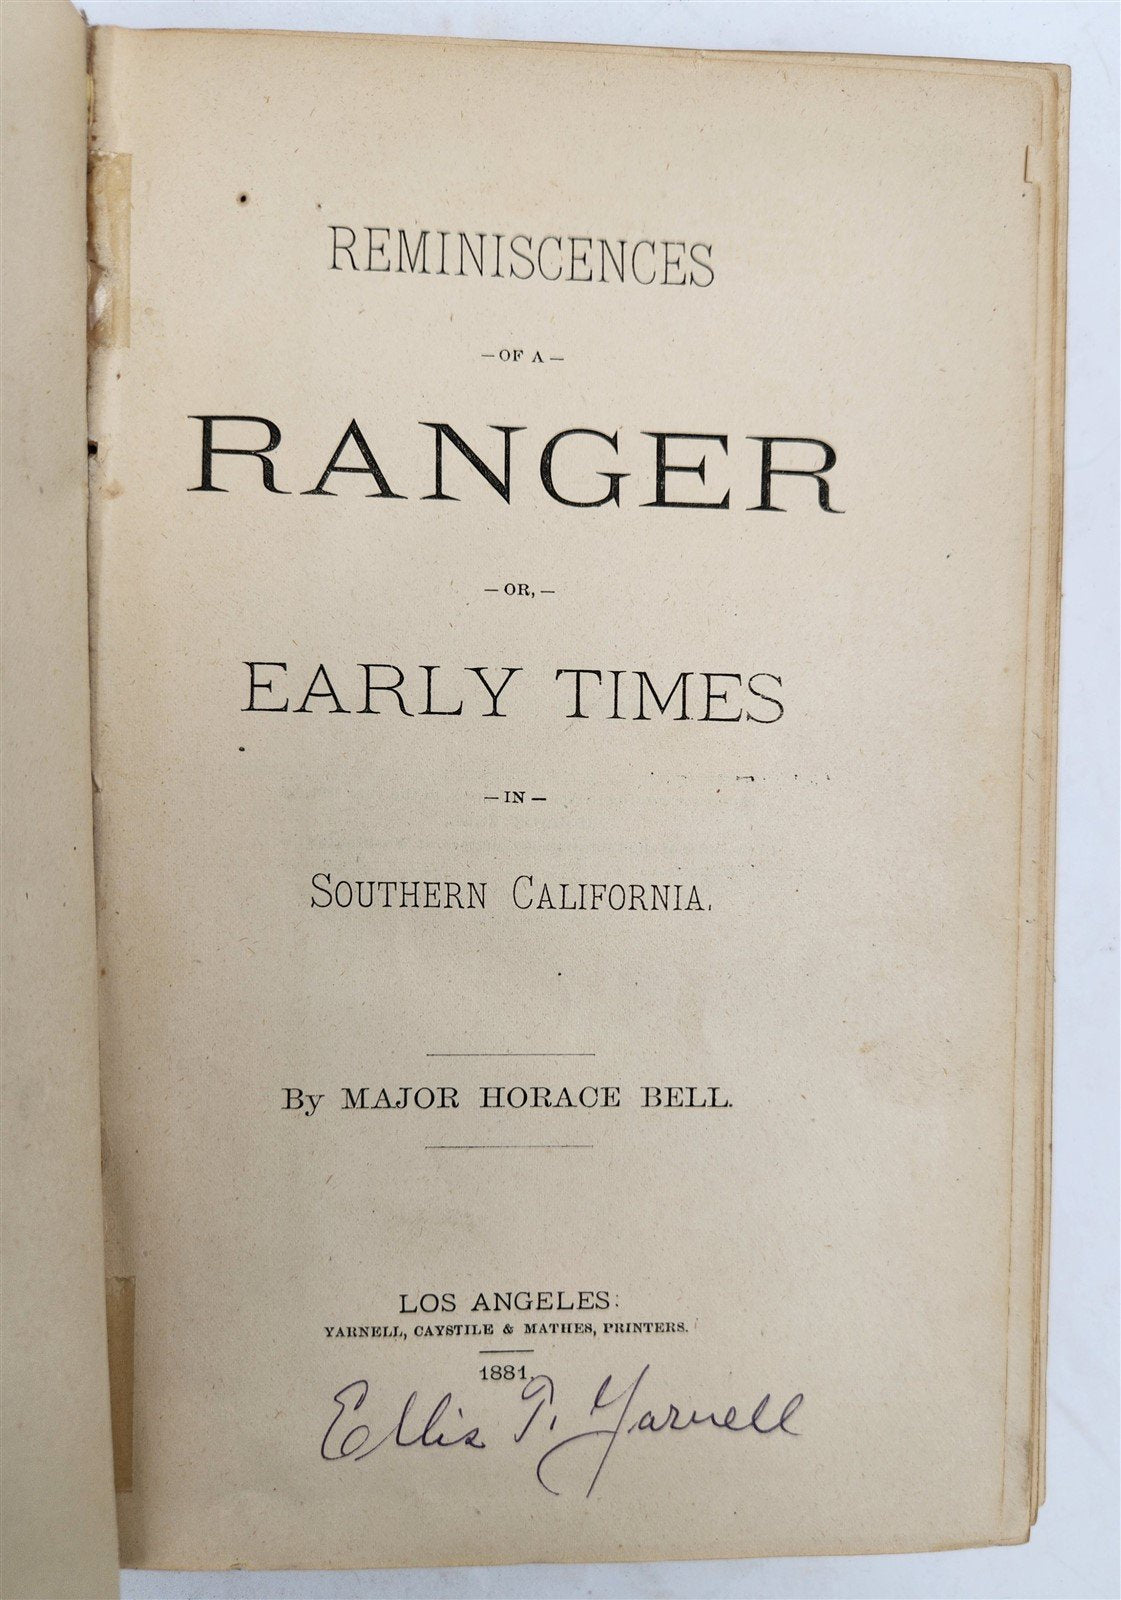 REMINISCENCES
—OF A—
RANGER
—OR,—
EARLY TIMES
—IN—
SOUTHERN CALIFORNIA.
By MAJOR HORACE BELL.
LOS ANGELES:
YARNELL, CAYSTILE & MATHES, PRINTERS.
1881.
Ellis T. Yarnell